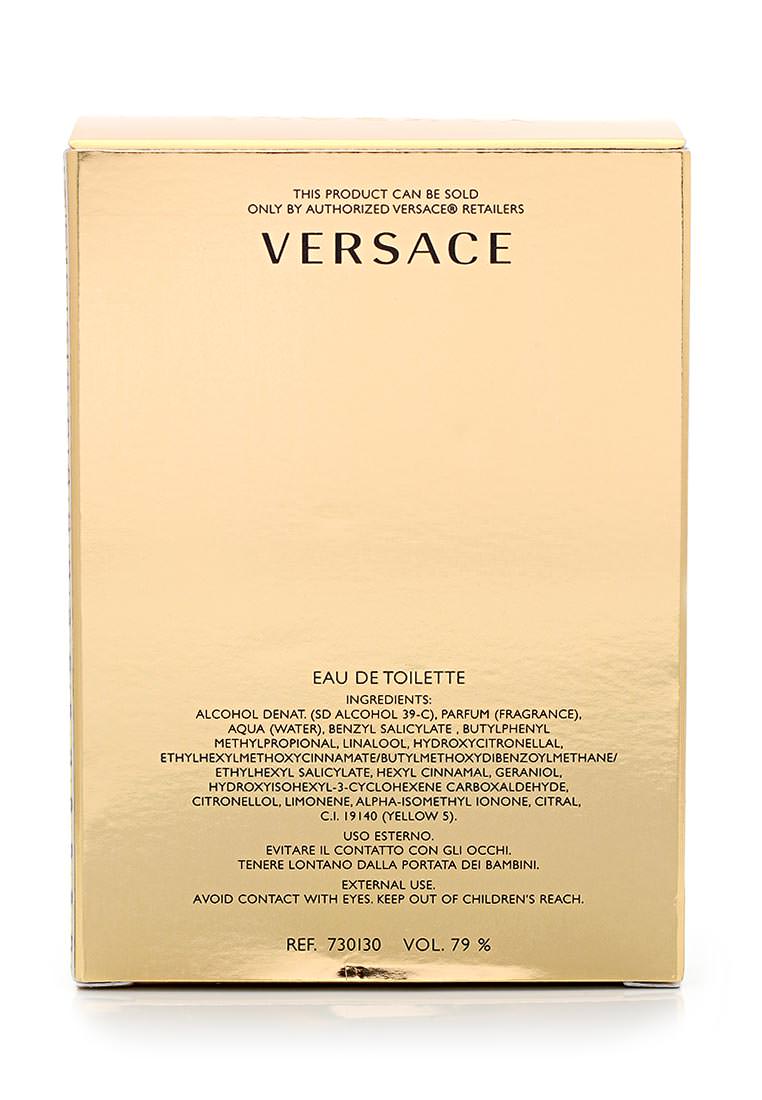 THIS PRODUCT CAN BE SOLD
ONLY BY AUTHORIZED VERSACE® RETAILERS
VERSACE
EAU DE TOILETTE
INGREDIENTS:
ALCOHOL DENAT. (SD ALCOHOL 39-C), PARFUM (FRAGRANCE),
AQUA (WATER), BENZYL SALICYLATE , BUTYLPHENYL
METHYLPROPIONAL, LINALOOL, HYDROXYCITRONELLAL,
ETHYLHEXYLMETHOXYCINNAMATE/BUTYLMETHOXYDIBENZOYLMETHANE/
ETHYLHEXYL SALICYLATE, HEXYL CINNAMAL, GERANIOL,
HYDROXYISOHEXYL-3-CYCLOHEXENE CARBOXALDEHYDE,
CITRONELLOL, LIMONENE, ALPHA-ISOMETHYL IONONE, CITRAL,
C.I. 19140 (YELLOW 5).
USO ESTERNO.
EVITARE IL CONTATTO CON GLI OCCHI.
TENERE LONTANO DALLA PORTATA DEI BAMBINI.
EXTERNAL USE.
AVOID CONTACT WITH EYES. KEEP OUT OF CHILDREN'S REACH.
REF. 730130 VOL. 79 %